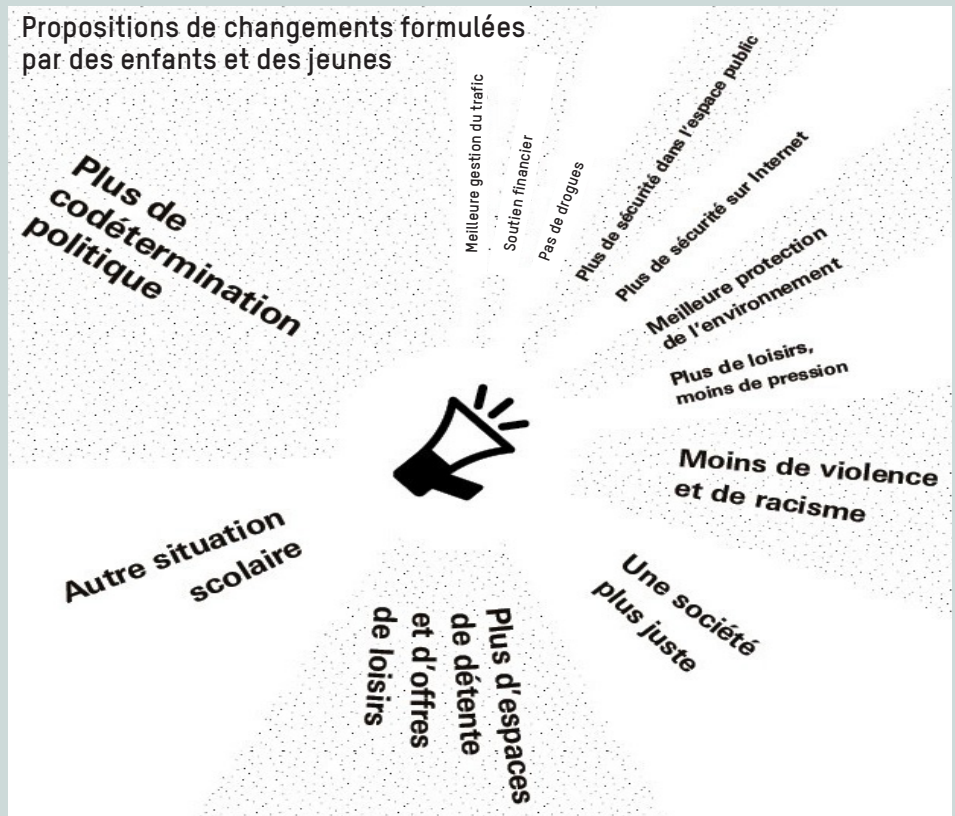 Propositions de changements formulées
par des enfants et des jeunes
Meilleure gestion du trafic
Soutien financier
Pas de drogues
Plus de sécurité dans l'espace public
Plus de sécurité sur Internet
Meilleure protection
de l'environnement
Plus de loisirs,
moins de pression
Moins de violence
et de racisme
Une société
plus juste
Plus d'espaces
de détente
et d'offres
de loisirs
Autre situation
scolaire
Plus de
codétermination
politique